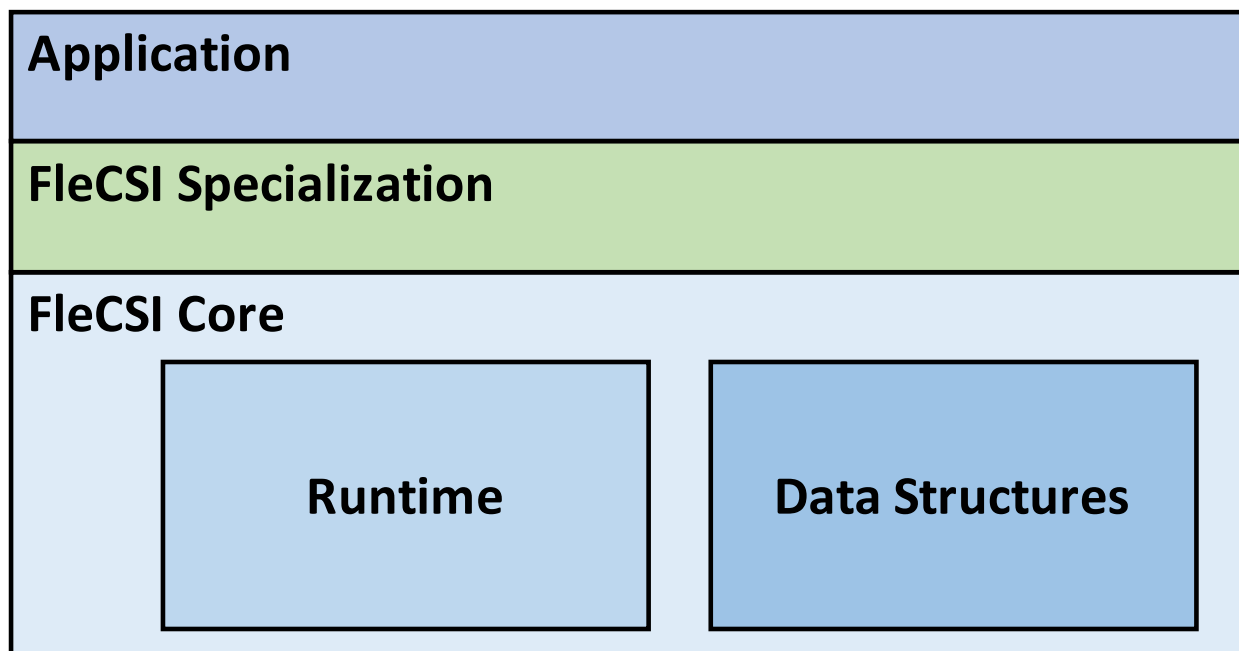 Application
FleCSI Specialization
FleCSI Core
Runtime
Data Structures